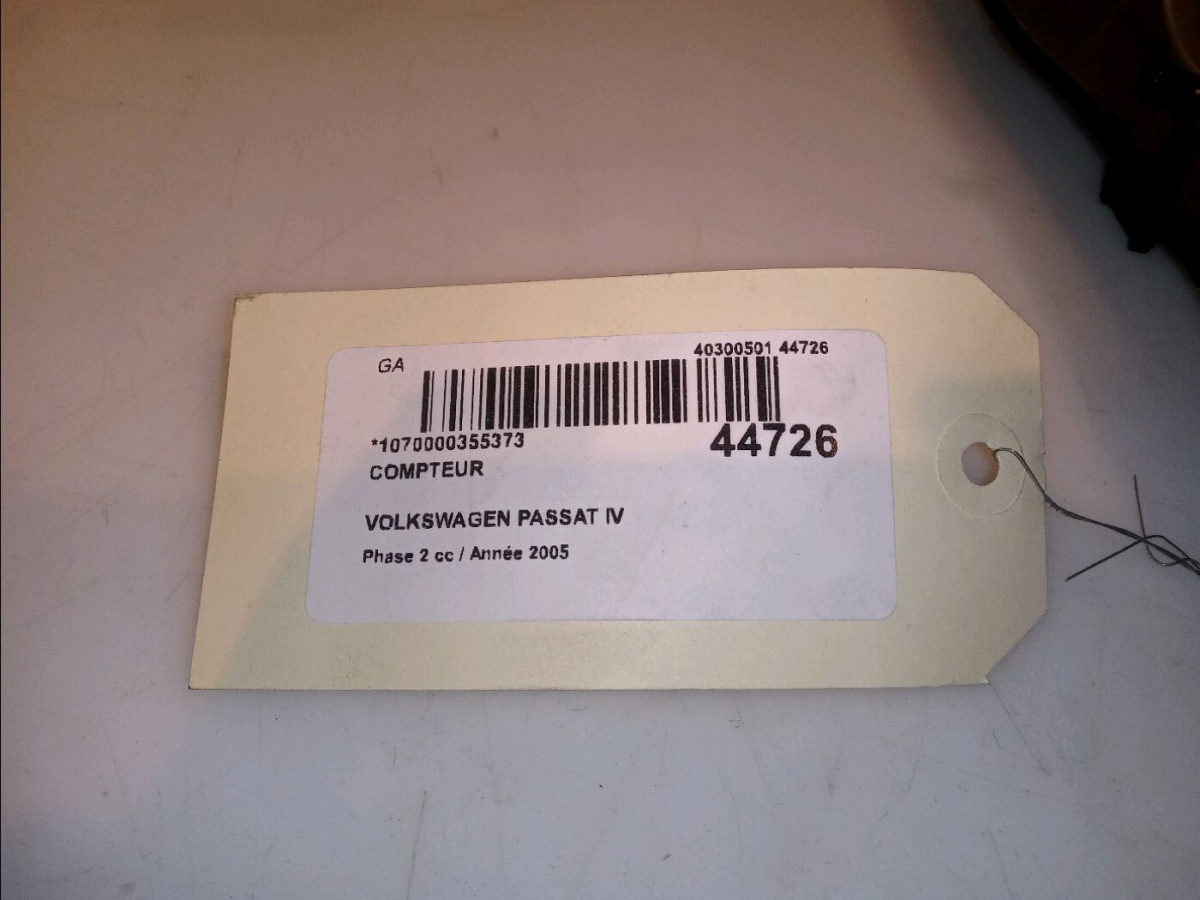 GA
40300501 44726
*1070000355373
44726
COMPTEUR
VOLKSWAGEN PASSAT IV
Phase 2 cc / Année 2005